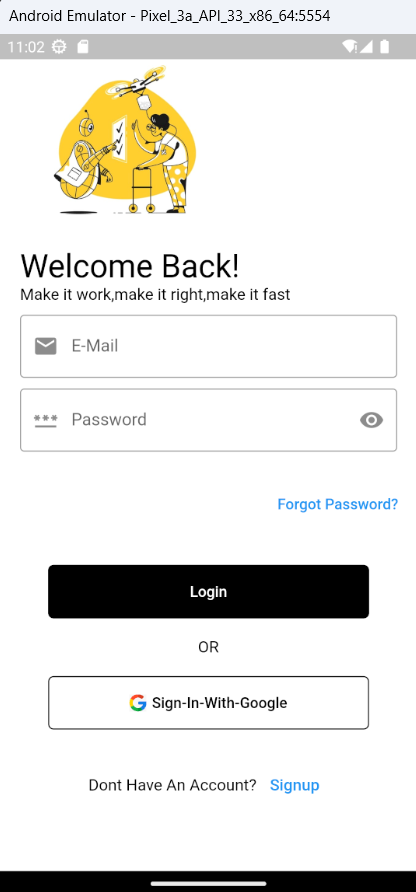 Android Emulator - Pixel_3a_API_33_x86_64:5554
11:02
Welcome Back!
Make it work,make it right,make it fast
E-Mail
*** Password
Forgot Password?
Login
OR
G Sign-In-With-Google
Dont Have An Account? Signup